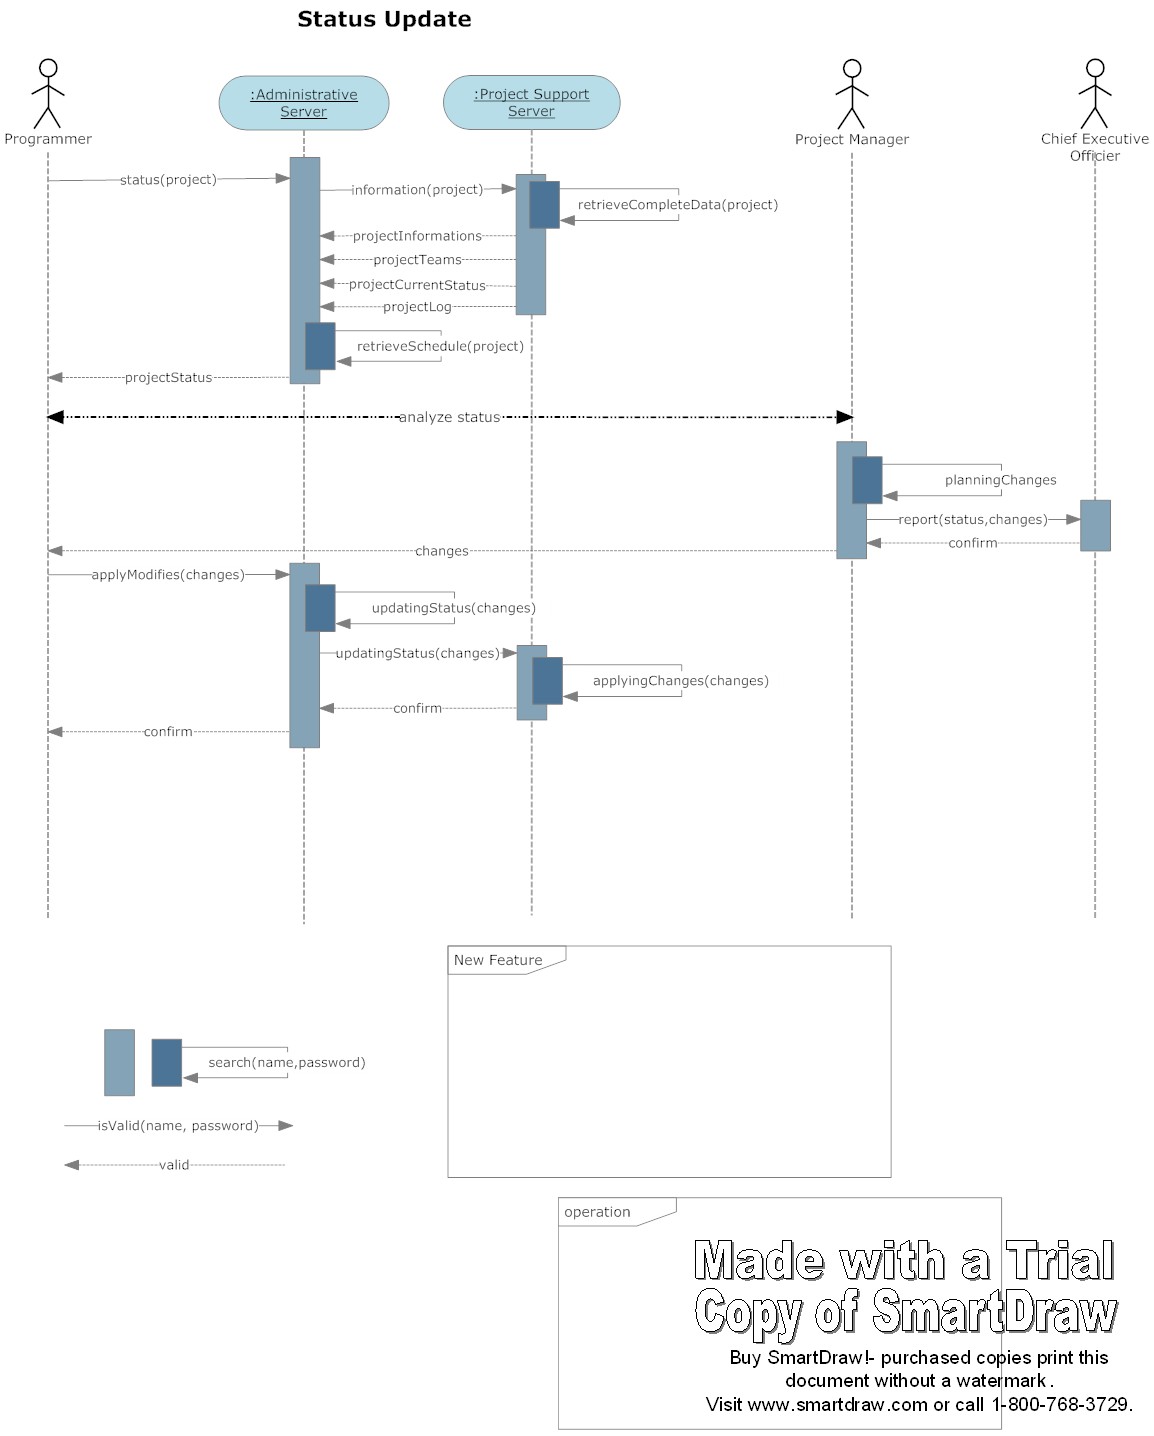 Status Update
:Administrative
Server
:Project Support
Server
Programmer
Project Manager
Chief Executive
Officier
status(project)
information(project)
retrieveCompleteData(project)
projectInformations
projectTeams
projectCurrentStatus
projectLog
retrieveSchedule(project)
projectStatus
analyze status
planningChanges
report(status,changes)
confirm
changes
applyModifies(changes)
updatingStatus(changes)
updatingStatus(changes)
applyingChanges(changes)
confirm
confirm
New Feature
search(name,password)
isValid(name, password)
valid
operation
Made with a Trial
Copy of SmartDraw
Buy SmartDraw!- purchased copies print this
document without a watermark .
Visit www.smartdraw.com or call 1-800-768-3729.